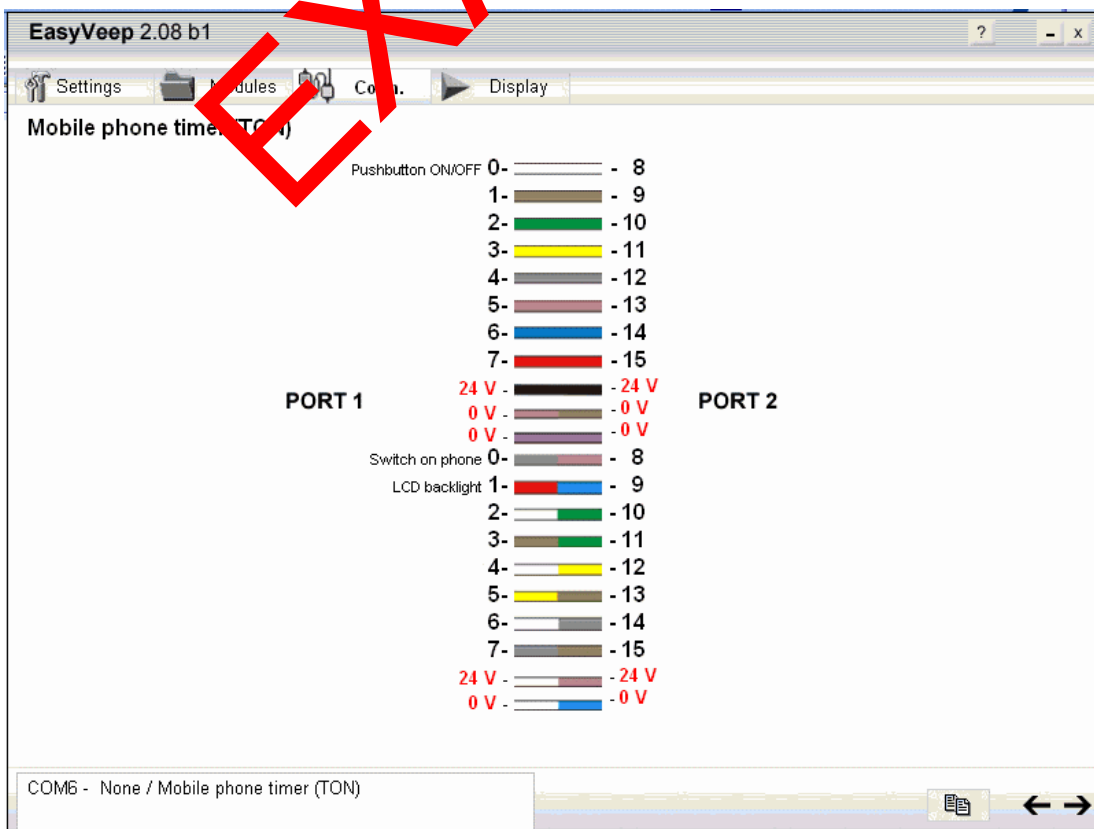 EasyVeep 2.08 b1 ? - x
Settings Modules Comm. Display
Mobile phone timer (TON)
Pushbutton ON/OFF 0- - 8
1- - 9
2- - 10
3- - 11
4- - 12
5- - 13
6- - 14
7- - 15
24 V - - 24 V
PORT 1 PORT 2
0 V - - 0 V
0 V - - 0 V
Switch on phone 0- - 8
LCD backlight 1- - 9
2- - 10
3- - 11
4- - 12
5- - 13
6- - 14
7- - 15
24 V - - 24 V
0 V - - 0 V
COM6 - None / Mobile phone timer (TON)